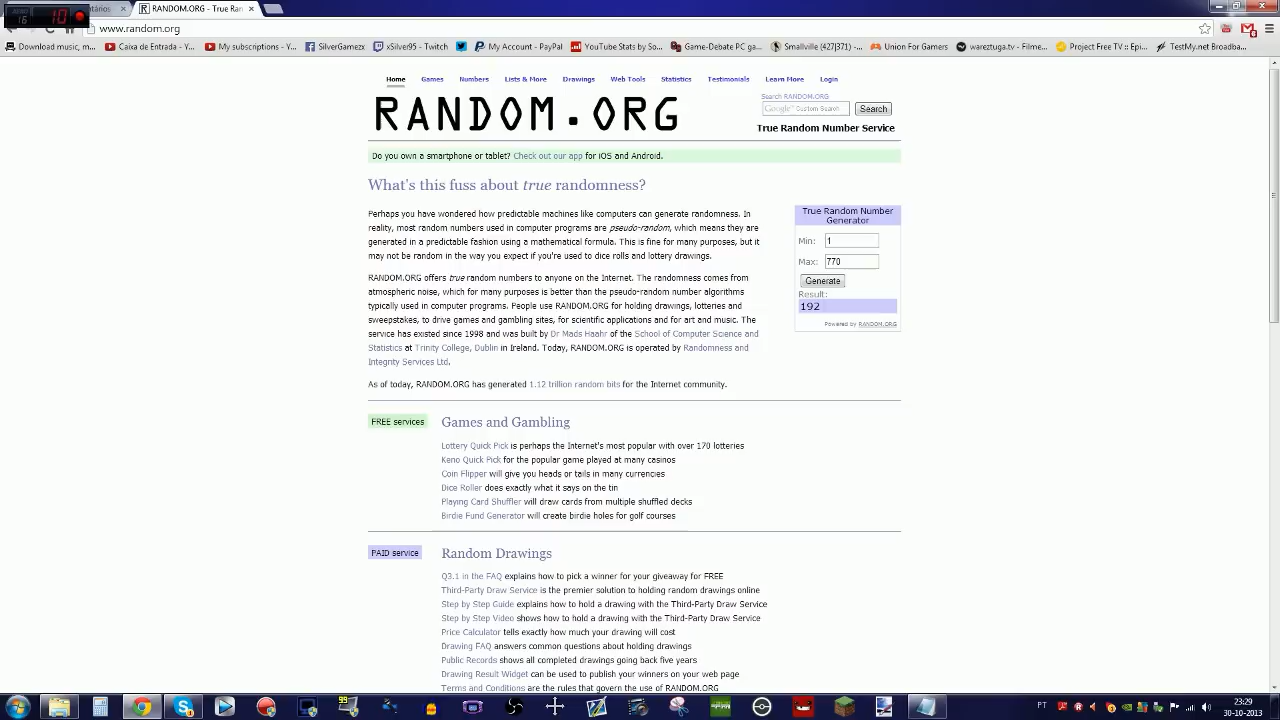 16 10 tários RANDOM.ORG - True Ran
www.random.org
Download music, mo... Caixa de Entrada - Y... My subscriptions - Y... SilverGamezx xSilver95 - Twitch My Account - PayPal YouTube Stats by So... Game-Debate PC ga... Smallville (427|371) -... Union For Gamers wareztuga - Filme... Project Free TV :: Epi... TestMy.net Broadba...
Home Games Numbers Lists & More Drawings Web Tools Statistics Testimonials Learn More Login
RANDOM.ORG
Search RANDOM.ORG
Google™ Custom Search Search
True Random Number Service
Do you own a smartphone or tablet? Check out our app for iOS and Android.
What's this fuss about true randomness?
Perhaps you have wondered how predictable machines like computers can generate randomness. In
reality, most random numbers used in computer programs are pseudo-random, which means they are
generated in a predictable fashion using a mathematical formula. This is fine for many purposes, but it
may not be random in the way you expect if you're used to dice rolls and lottery drawings.
RANDOM.ORG offers true random numbers to anyone on the Internet. The randomness comes from
atmospheric noise, which for many purposes is better than the pseudo-random number algorithms
typically used in computer programs. People use RANDOM.ORG for holding drawings, lotteries and
sweepstakes, to drive games and gambling sites, for scientific applications and for art and music. The
service has existed since 1998 and was built by Dr Mads Haahr of the School of Computer Science and
Statistics at Trinity College, Dublin in Ireland. Today, RANDOM.ORG is operated by Randomness and
Integrity Services Ltd.
As of today, RANDOM.ORG has generated 1.12 trillion random bits for the Internet community.
True Random Number
Generator
Min: 1
Max: 770
Generate
Result:
192
Powered by RANDOM.ORG
FREE services
Games and Gambling
Lottery Quick Pick is perhaps the Internet's most popular with over 170 lotteries
Keno Quick Pick for the popular game played at many casinos
Coin Flipper will give you heads or tails in many currencies
Dice Roller does exactly what it says on the tin
Playing Card Shuffler will draw cards from multiple shuffled decks
Birdie Fund Generator will create birdie holes for golf courses
PAID service
Random Drawings
Q3.1 in the FAQ explains how to pick a winner for your giveaway for FREE
Third-Party Draw Service is the premier solution to holding random drawings online
Step by Step Guide explains how to hold a drawing with the Third-Party Draw Service
Step by Step Video shows how to hold a drawing with the Third-Party Draw Service
Price Calculator tells exactly how much your drawing will cost
Drawing FAQ answers common questions about holding drawings
Public Records shows all completed drawings going back five years
Drawing Result Widget can be used to publish your winners on your web page
Terms and Conditions are the rules that govern the use of RANDOM.ORG
PT
23:29
30-10-2013